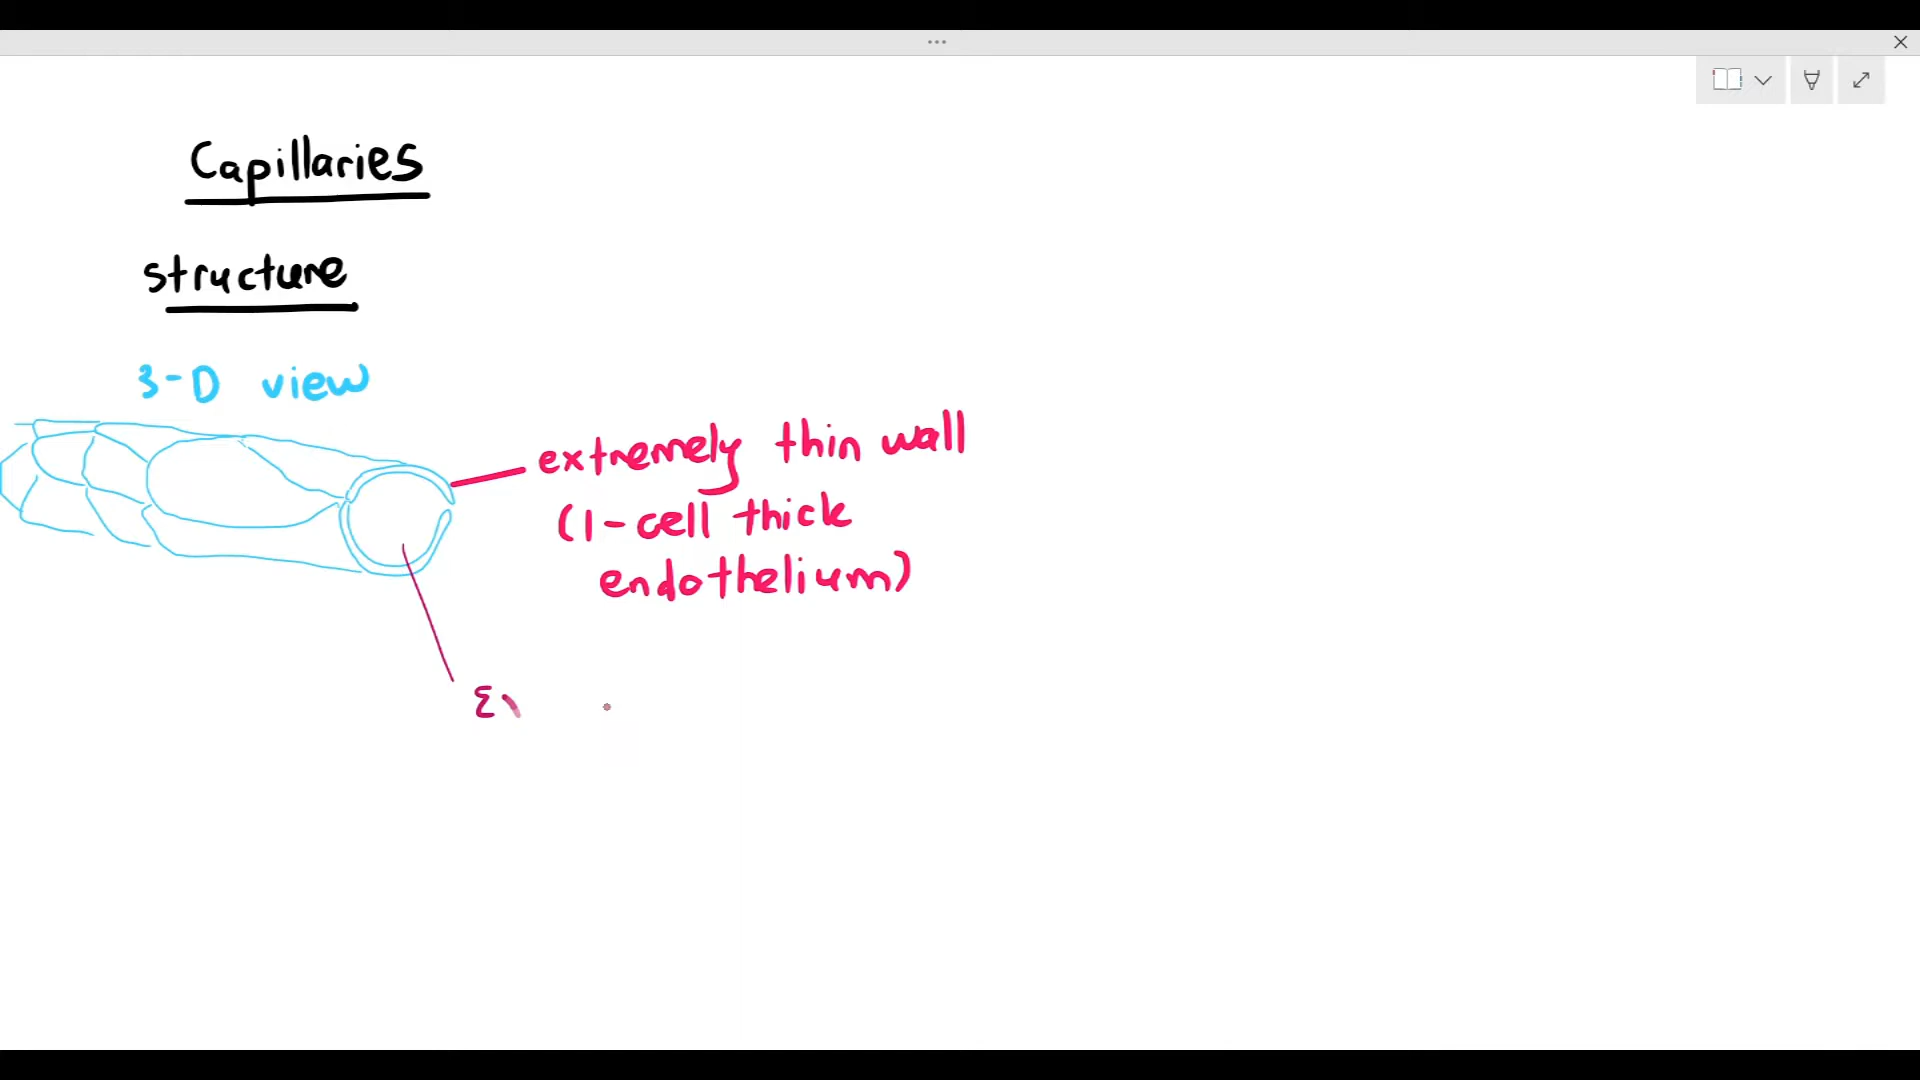 Capillaries
structure
3-D view
extremely thin wall
(1-cell thick
endothelium)